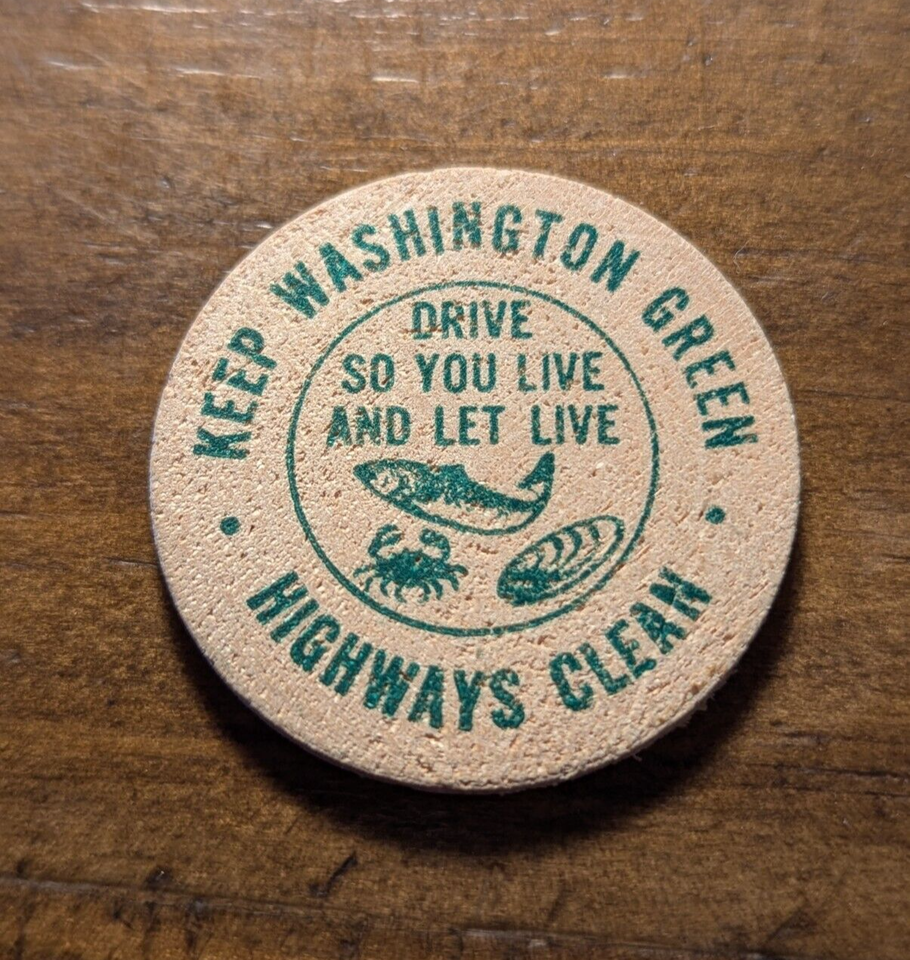 KEEP WASHINGTON GREEN
DRIVE
SO YOU LIVE
AND LET LIVE
• HIGHWAYS CLEAN •